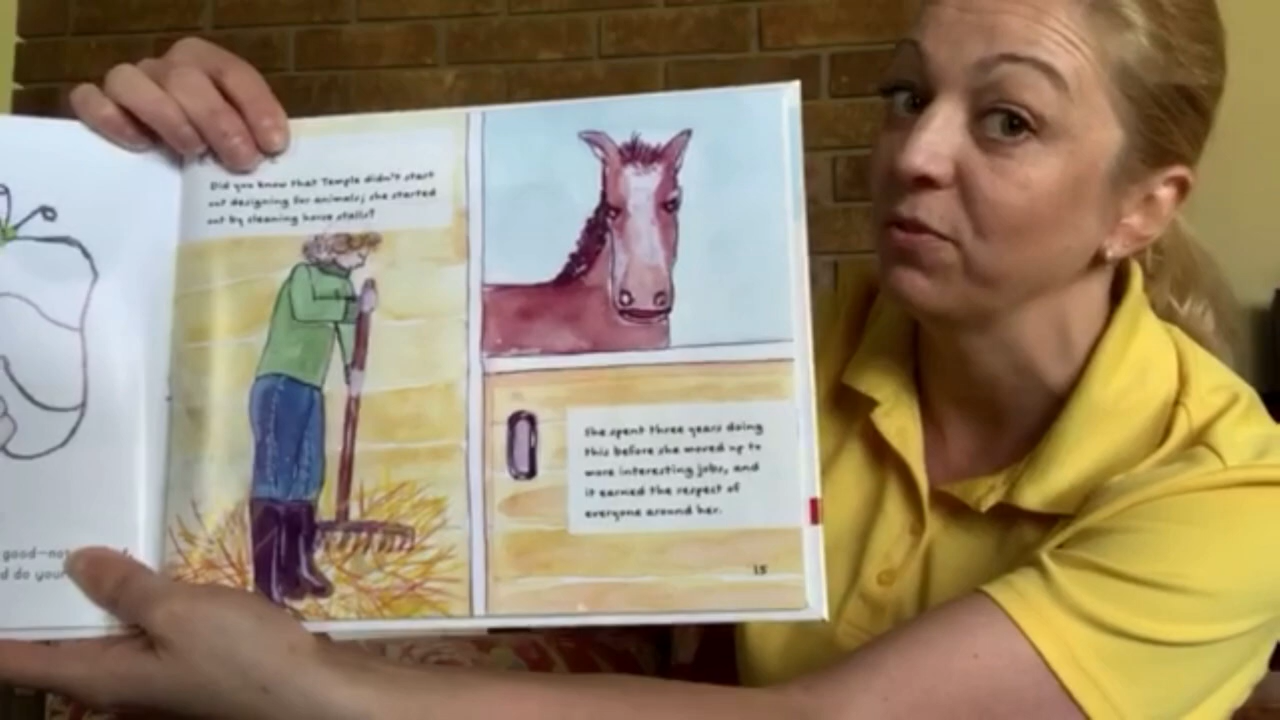 good—not
d do your
Did you know that Temple didn't start
out designing for animals; she started
out by cleaning horse stalls?
She spent three years doing
this before she moved up to
more interesting jobs, and
it earned the respect of
everyone around her.
15